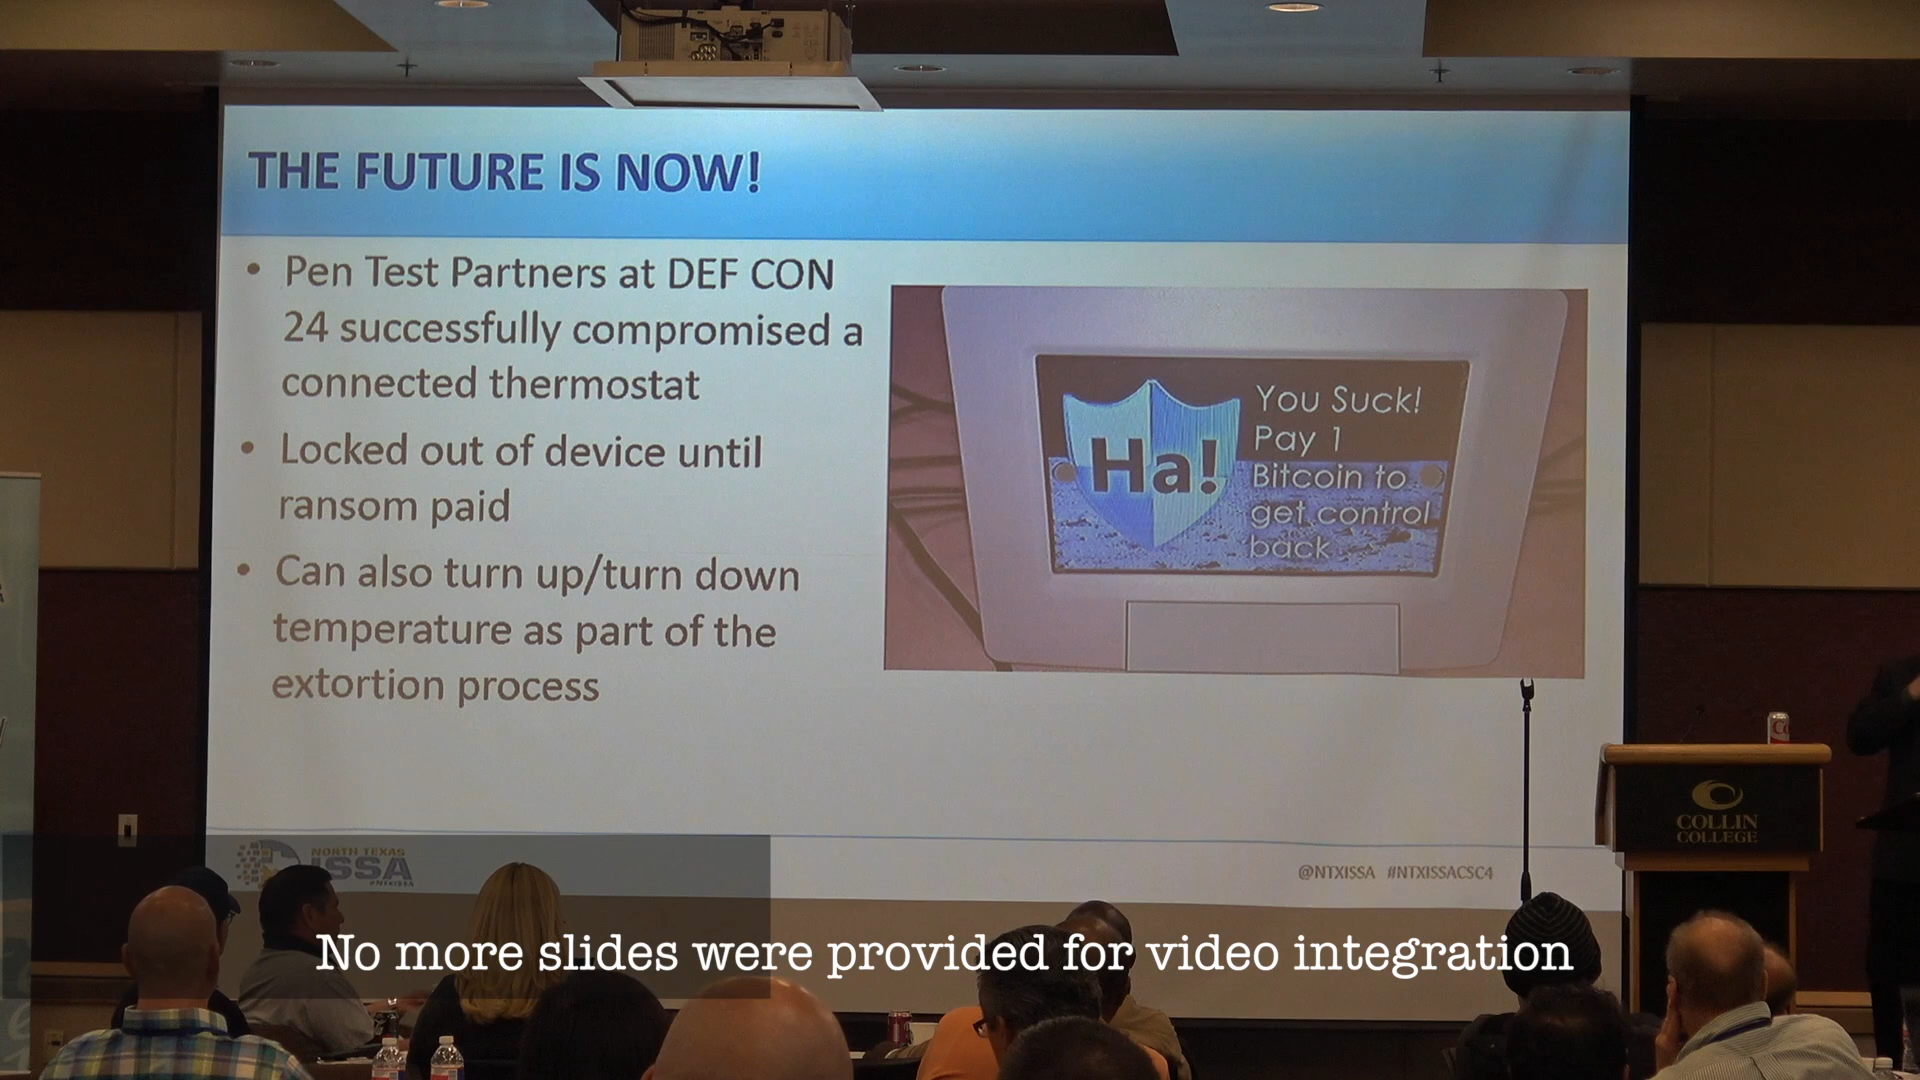 THE FUTURE IS NOW!
• Pen Test Partners at DEF CON
24 successfully compromised a
connected thermostat
• Locked out of device until
ransom paid
• Can also turn up/turn down
temperature as part of the
extortion process
Ha!
You Suck!
Pay 1
Bitcoin to
get control
back
NORTH TEXAS
ISSA
#NTXISSA
@NTXISSA #NTXISSACSC4
COLLIN
COLLEGE
No more slides were provided for video integration